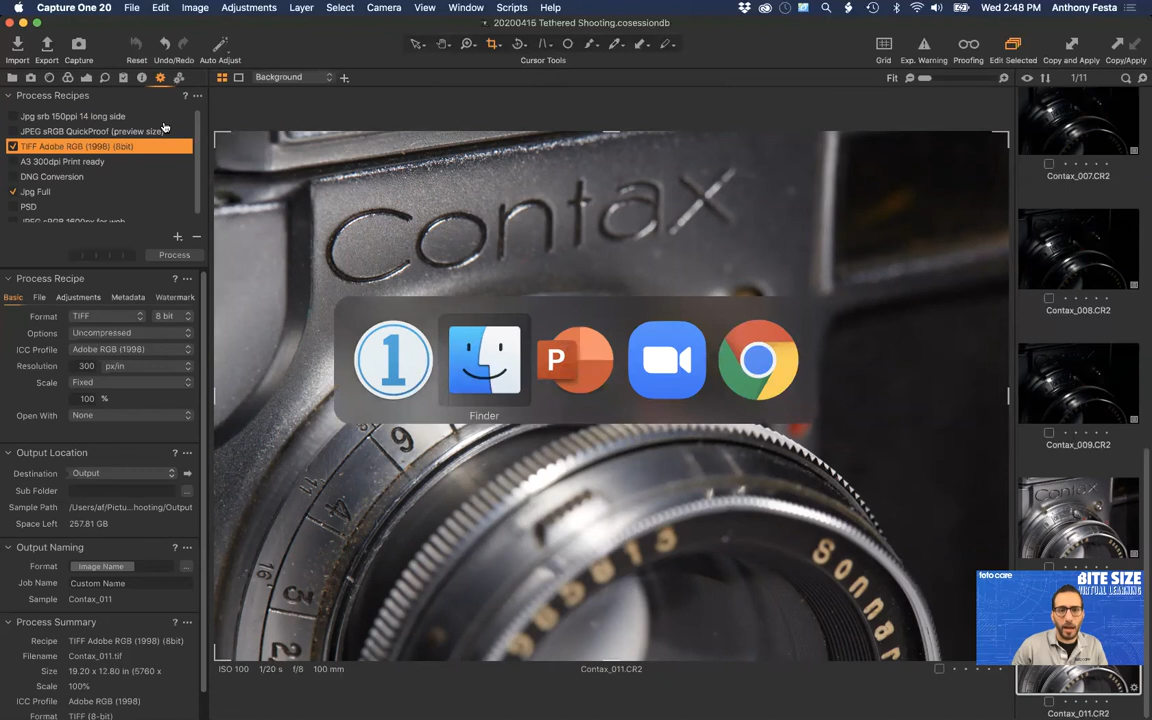 Capture One 20 File Edit Image Adjustments Layer Select Camera View Window Scripts Help Wed 2:48 PM Anthony Festa
20200415 Tethered Shooting.cosessiondb
Import Export Capture Reset Undo/Redo Auto Adjust Cursor Tools Grid Exp. Warning Proofing Edit Selected Copy and Apply Copy/Apply
Background Fit 1/11
Process Recipes ?
Jpg srb 150ppi 14 long side
JPEG sRGB QuickProof (preview size)
TIFF Adobe RGB (1998) (8bit)
A3 300dpi Print ready
DNG Conversion
Jpg Full
PSD
JPEG sRGB 1600px for web
Process
Process Recipe ?
Basic File Adjustments Metadata Watermark
Format TIFF 8 bit
Options Uncompressed
ICC Profile Adobe RGB (1998)
Resolution 300 px/in
Scale Fixed
100 %
Open With None
Output Location ?
Destination Output
Sub Folder
Sample Path /Users/af/Pictu...hooting/Output
Space Left 257.81 GB
Output Naming ?
Format Image Name
Job Name Custom Name
Sample Contax_011
Process Summary ?
Recipe TIFF Adobe RGB (1998) (8bit)
Filename Contax_011.tif
Size 19.20 x 12.80 in (5760 x
Scale 100%
ICC Profile Adobe RGB (1998)
Format TIFF (8-bit)
Contax
1 P
Finder
Sonnar
ISO 100 1/20 s f/8 100 mm
Contax_011.CR2
Contax_007.CR2
Contax_008.CR2
Contax_009.CR2
foto care
BITE SIZE
VIRTUAL LEARNING
Contax_011.CR2